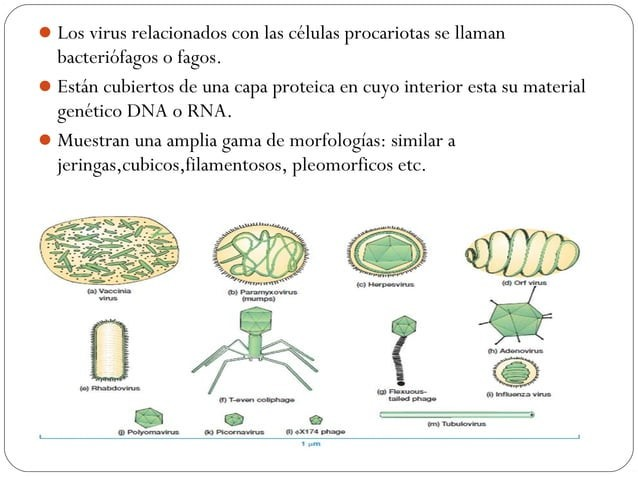 Los virus relacionados con las células procariotas se llaman
bacteriófagos o fagos.
Están cubiertos de una capa proteica en cuyo interior esta su material
genético DNA o RNA.
Muestran una amplia gama de morfologías: similar a
jeringas,cubicos,filamentosos, pleomorficos etc.
(a) Vaccinia
virus
(b) Paramyxovirus
(mumps)
(c) Herpesvirus
(d) Orf virus
(e) Rhabdovirus
(f) T-even coliphage
(g) Flexuous-
tailed phage
(h) Adenovirus
(i) Influenza virus
(j) Polyomavirus
(k) Picornavirus
(l) ϕX174 phage
(m) Tubulovirus
1 μm